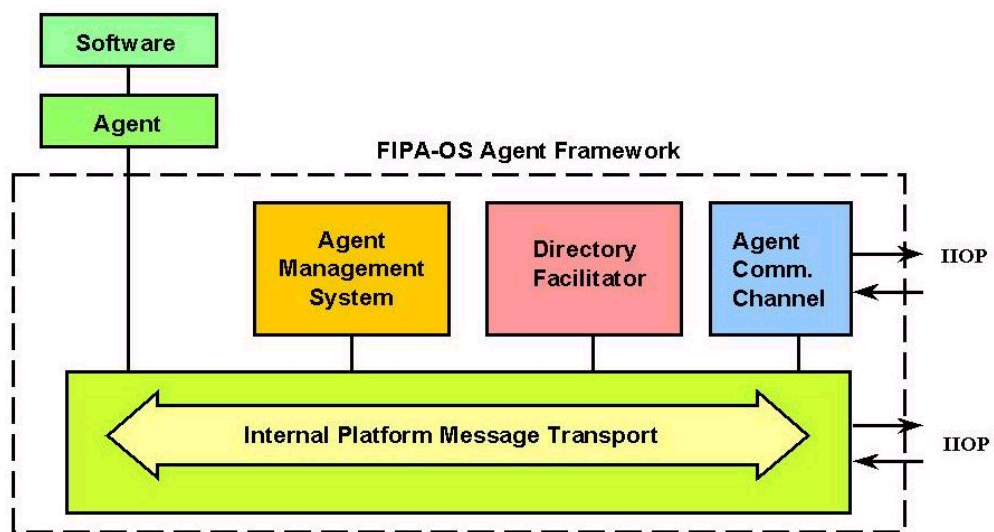 Software
Agent
FIPA-OS Agent Framework
Agent
Management
System
Directory
Facilitator
Agent
Comm.
Channel
IIOP
Internal Platform Message Transport
IIOP